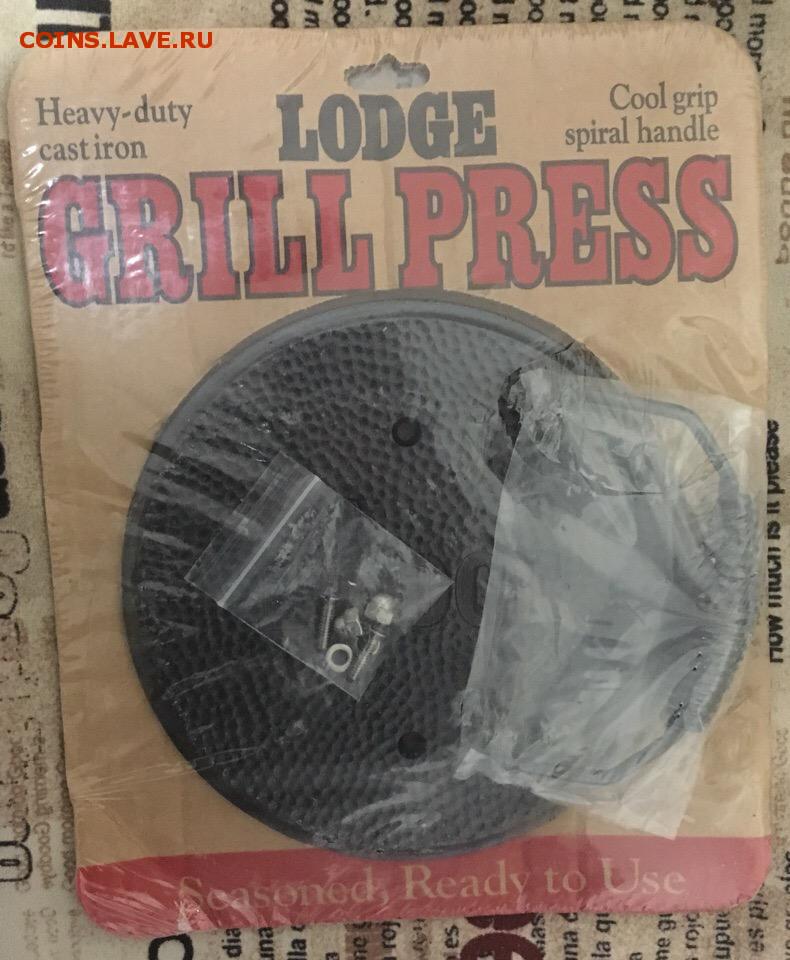 COINS.LAVE.RU
Heavy-duty
cast iron
LODGE
Cool grip
spiral handle
GRILL PRESS
Seasoned, Ready to Use
How much is it please